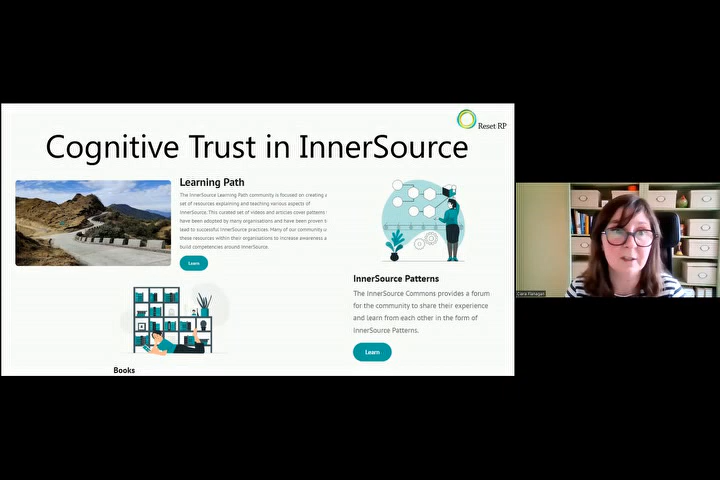 Reset RP
Cognitive Trust in InnerSource
Learning Path
The InnerSource Learning Path community is focused on creating
set of resources explaining and teaching various aspects of
InnerSource. This curated set of videos and articles cover patterns
have been adopted by many organisations and have been proven
lead to successful InnerSource practices. Many of our community
these resources within their organisations to increase awareness
build competencies around InnerSource.
Learn
InnerSource Patterns
The InnerSource Commons provides a forum
for the community to share their experience
and learn from each other in the form of
InnerSource Patterns.
Learn
Books
Flanagan